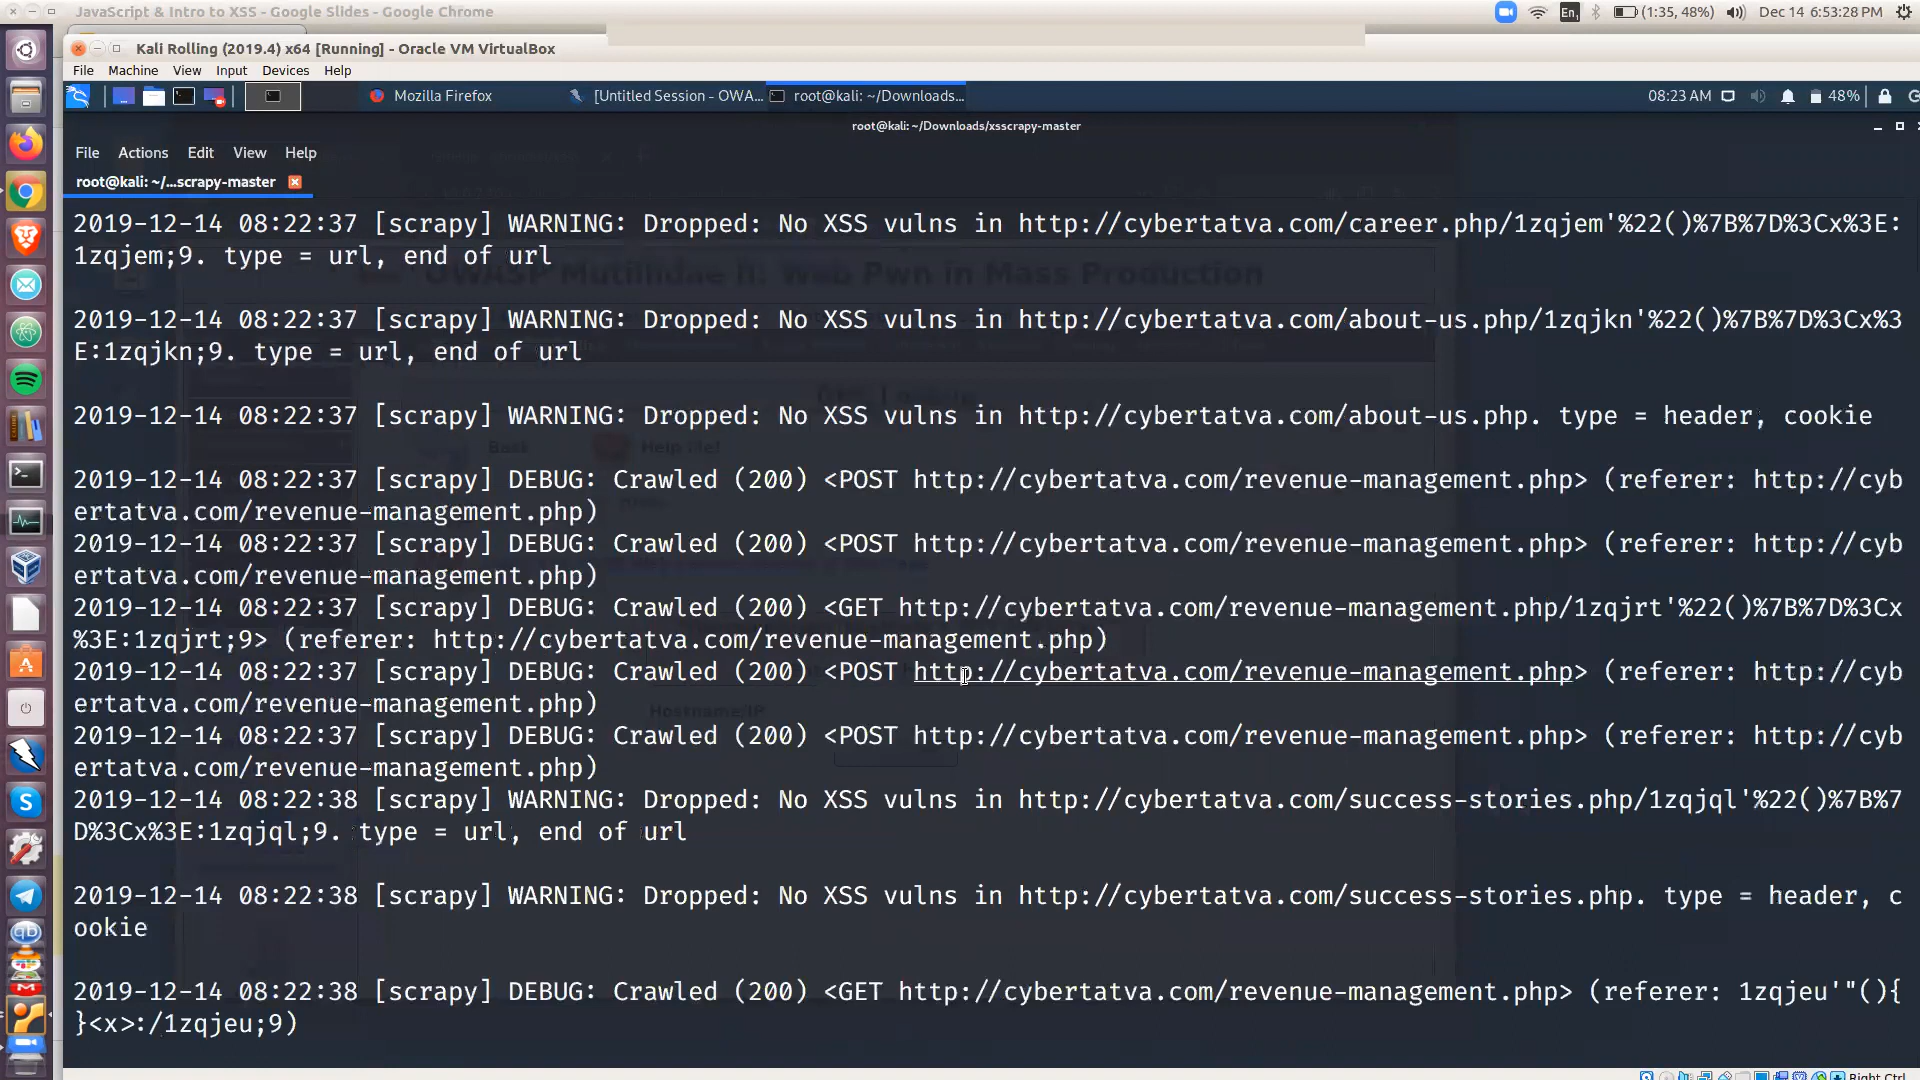 JavaScript & Intro to XSS - Google Slides - Google Chrome
En1
(1:35, 48%)
Dec 14 6:53:28 PM
Kali Rolling (2019.4) x64 [Running] - Oracle VM VirtualBox
File Machine View Input Devices Help
Mozilla Firefox
[Untitled Session - OWA...
root@kali: ~/Downloads...
08:23 AM
48%
root@kali: ~/Downloads/xsscrapy-master
File Actions Edit View Help
root@kali: ~/...scrapy-master
2019-12-14 08:22:37 [scrapy] WARNING: Dropped: No XSS vulns in http://cybertatva.com/career.php/1zqjem'%22()%7B%7D%3Cx%3E:
1zqjem;9. type = url, end of url
2019-12-14 08:22:37 [scrapy] WARNING: Dropped: No XSS vulns in http://cybertatva.com/about-us.php/1zqjkn'%22()%7B%7D%3Cx%3
E:1zqjkn;9. type = url, end of url
2019-12-14 08:22:37 [scrapy] WARNING: Dropped: No XSS vulns in http://cybertatva.com/about-us.php. type = header, cookie
2019-12-14 08:22:37 [scrapy] DEBUG: Crawled (200) <POST http://cybertatva.com/revenue-management.php> (referer: http://cyb
ertatva.com/revenue-management.php)
2019-12-14 08:22:37 [scrapy] DEBUG: Crawled (200) <POST http://cybertatva.com/revenue-management.php> (referer: http://cyb
ertatva.com/revenue-management.php)
2019-12-14 08:22:37 [scrapy] DEBUG: Crawled (200) <GET http://cybertatva.com/revenue-management.php/1zqjrt'%22()%7B%7D%3Cx
%3E:1zqjrt;9> (referer: http://cybertatva.com/revenue-management.php)
2019-12-14 08:22:37 [scrapy] DEBUG: Crawled (200) <POST http://cybertatva.com/revenue-management.php> (referer: http://cyb
ertatva.com/revenue-management.php)
2019-12-14 08:22:37 [scrapy] DEBUG: Crawled (200) <POST http://cybertatva.com/revenue-management.php> (referer: http://cyb
ertatva.com/revenue-management.php)
2019-12-14 08:22:38 [scrapy] WARNING: Dropped: No XSS vulns in http://cybertatva.com/success-stories.php/1zqjql'%22()%7B%7
D%3Cx%3E:1zqjql;9. type = url, end of url
2019-12-14 08:22:38 [scrapy] WARNING: Dropped: No XSS vulns in http://cybertatva.com/success-stories.php. type = header, c
ookie
2019-12-14 08:22:38 [scrapy] DEBUG: Crawled (200) <GET http://cybertatva.com/revenue-management.php> (referer: 1zqjeu'"(){
}<x>:/1zqjeu;9)
OWASP Mutillidae II: Web Pwn in Mass Production
Back
Help Me!
Hostname/IP
Right Ctrl